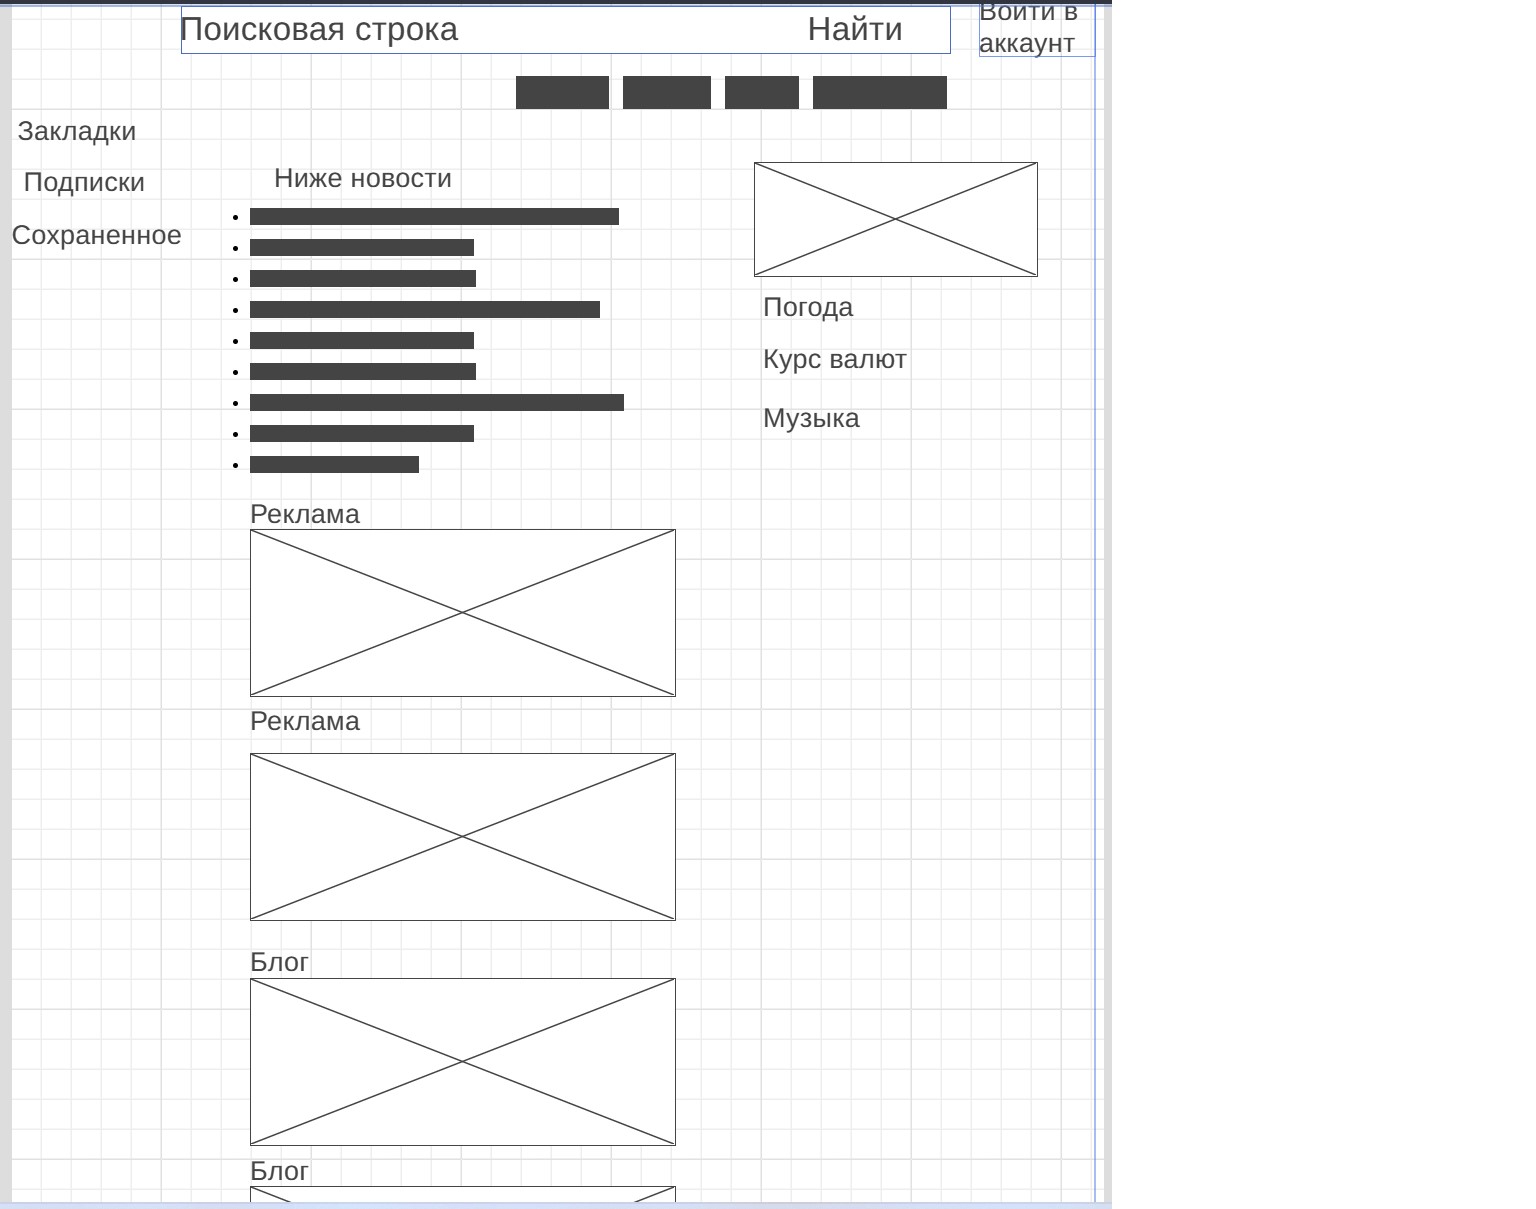 Поисковая строка
Найти
Войти в
аккаунт
Закладки
Подписки
Сохраненное
Ниже новости
Погода
Курс валют
Музыка
Реклама
Реклама
Блог
Блог